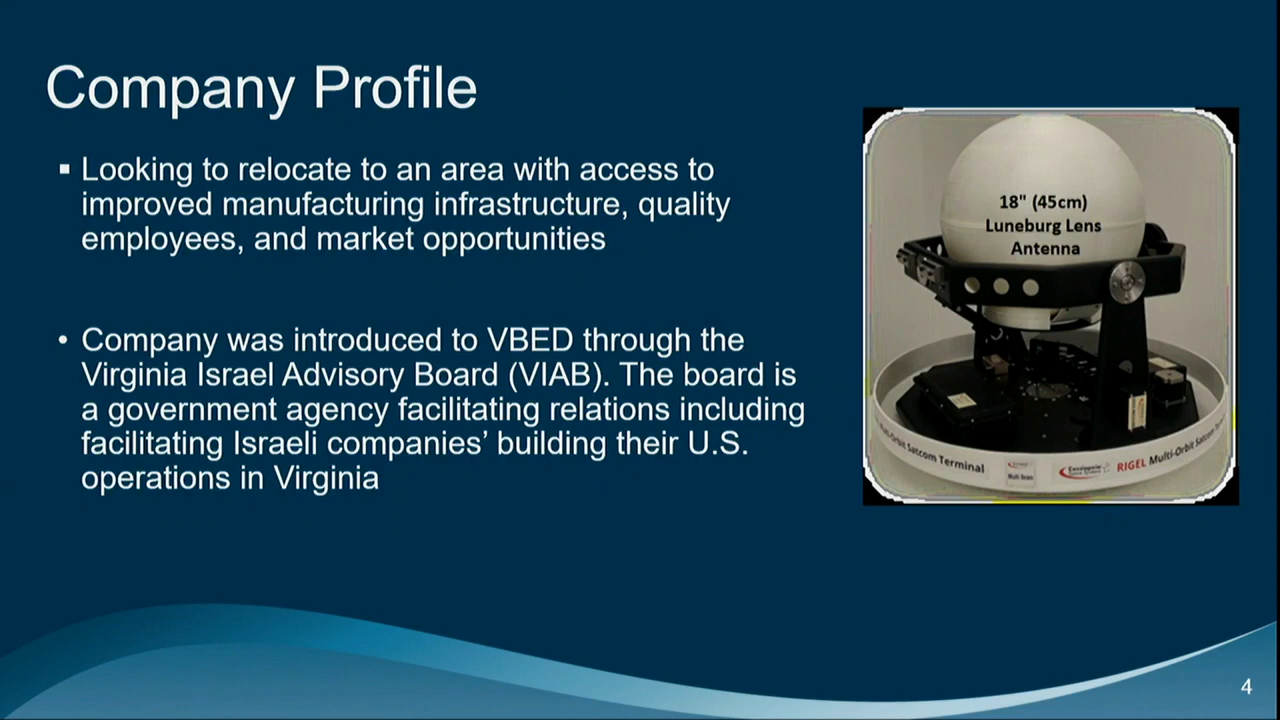 Company Profile
▪ Looking to relocate to an area with access to
improved manufacturing infrastructure, quality
employees, and market opportunities
• Company was introduced to VBED through the
Virginia Israel Advisory Board (VIAB). The board is
a government agency facilitating relations including
facilitating Israeli companies’ building their U.S.
operations in Virginia
18" (45cm)
Luneburg Lens
Antenna
Multi-Orbit Satcom Terminal
RIGEL Multi-Orbit Satcom
4